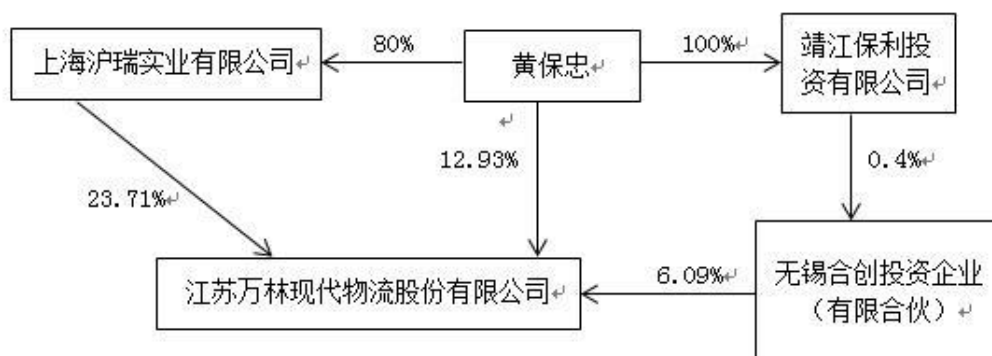 80%
100%
上海沪瑞实业有限公司
黄保忠
靖江保利投
资有限公司
12.93%
0.4%
23.71%
江苏万林现代物流股份有限公司
6.09%
无锡合创投资企业
（有限合伙）